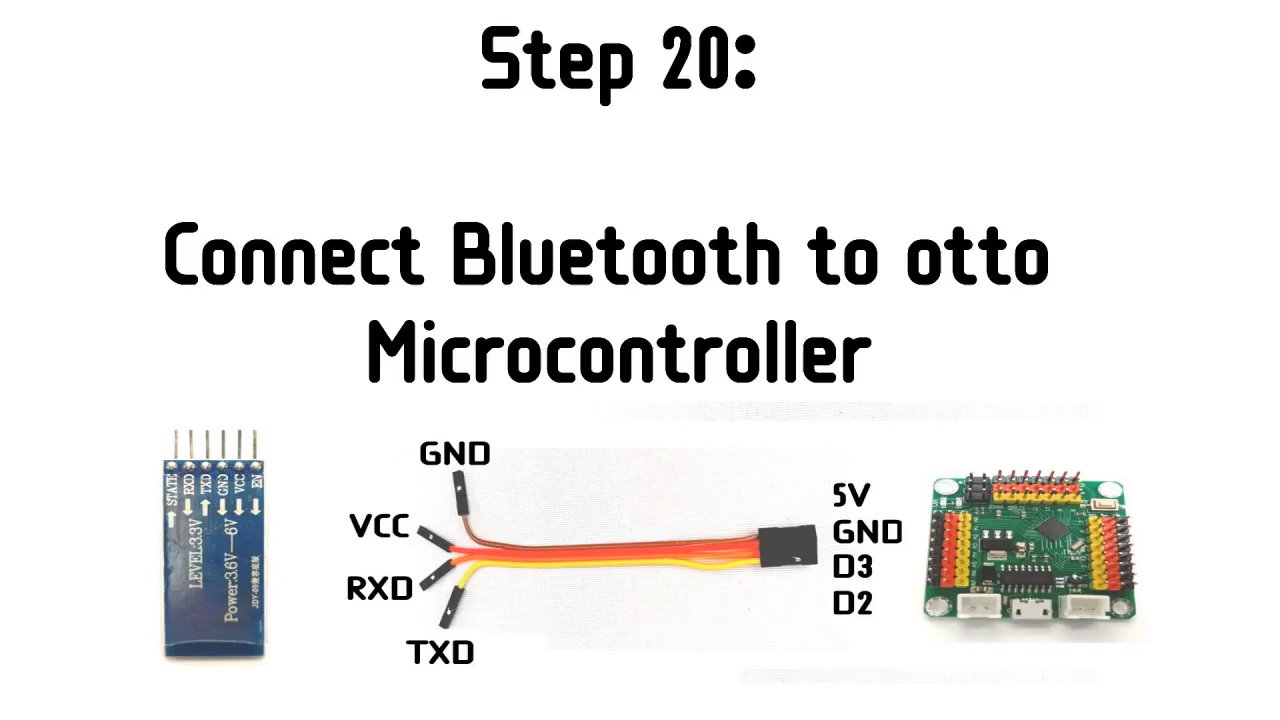 Step 20:
Connect Bluetooth to otto
Microcontroller
GND
VCC
RXD
TXD
5V
GND
D3
D2
STATE
RXD
TXD
GND
VCC
EN
LEVEL:3.3V
Power:3.6V—6V